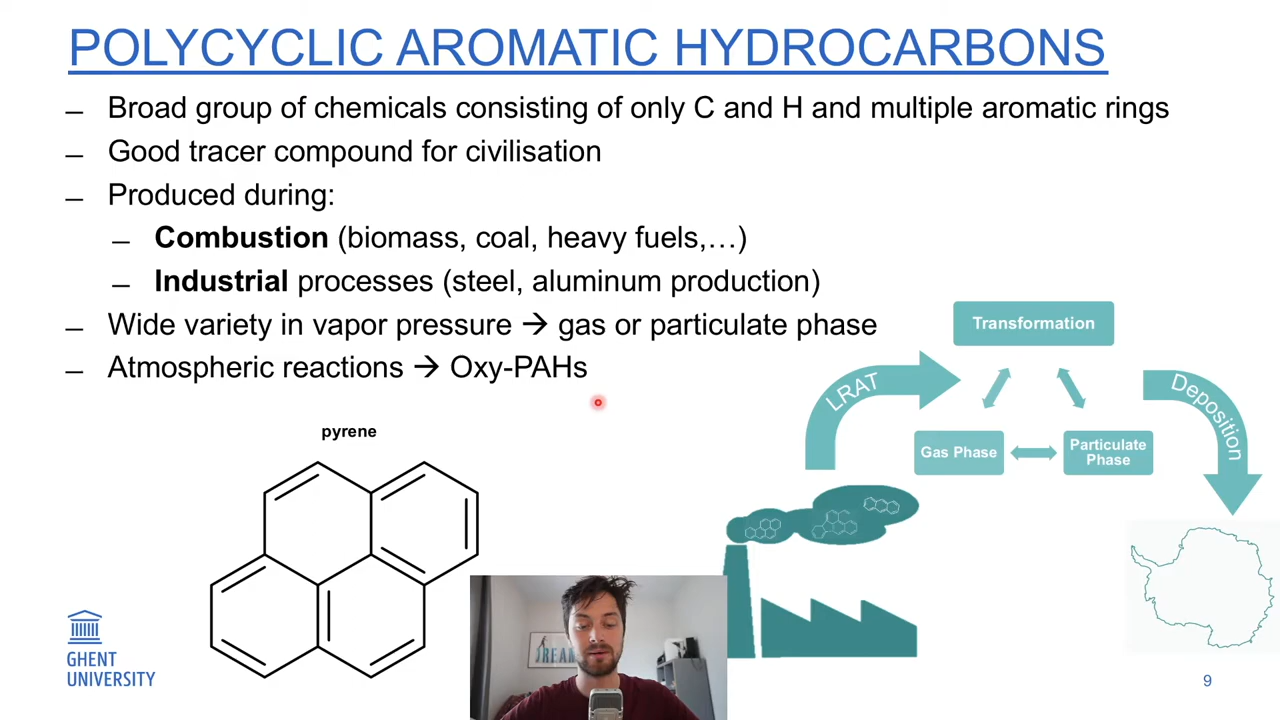 POLYCYCLIC AROMATIC HYDROCARBONS
— Broad group of chemicals consisting of only C and H and multiple aromatic rings
— Good tracer compound for civilisation
— Produced during:
— Combustion (biomass, coal, heavy fuels,…)
— Industrial processes (steel, aluminum production)
— Wide variety in vapor pressure → gas or particulate phase
— Atmospheric reactions → Oxy-PAHs
Transformation
LRAT
Deposition
Gas Phase
Particulate
Phase
pyrene
GHENT
UNIVERSITY
9